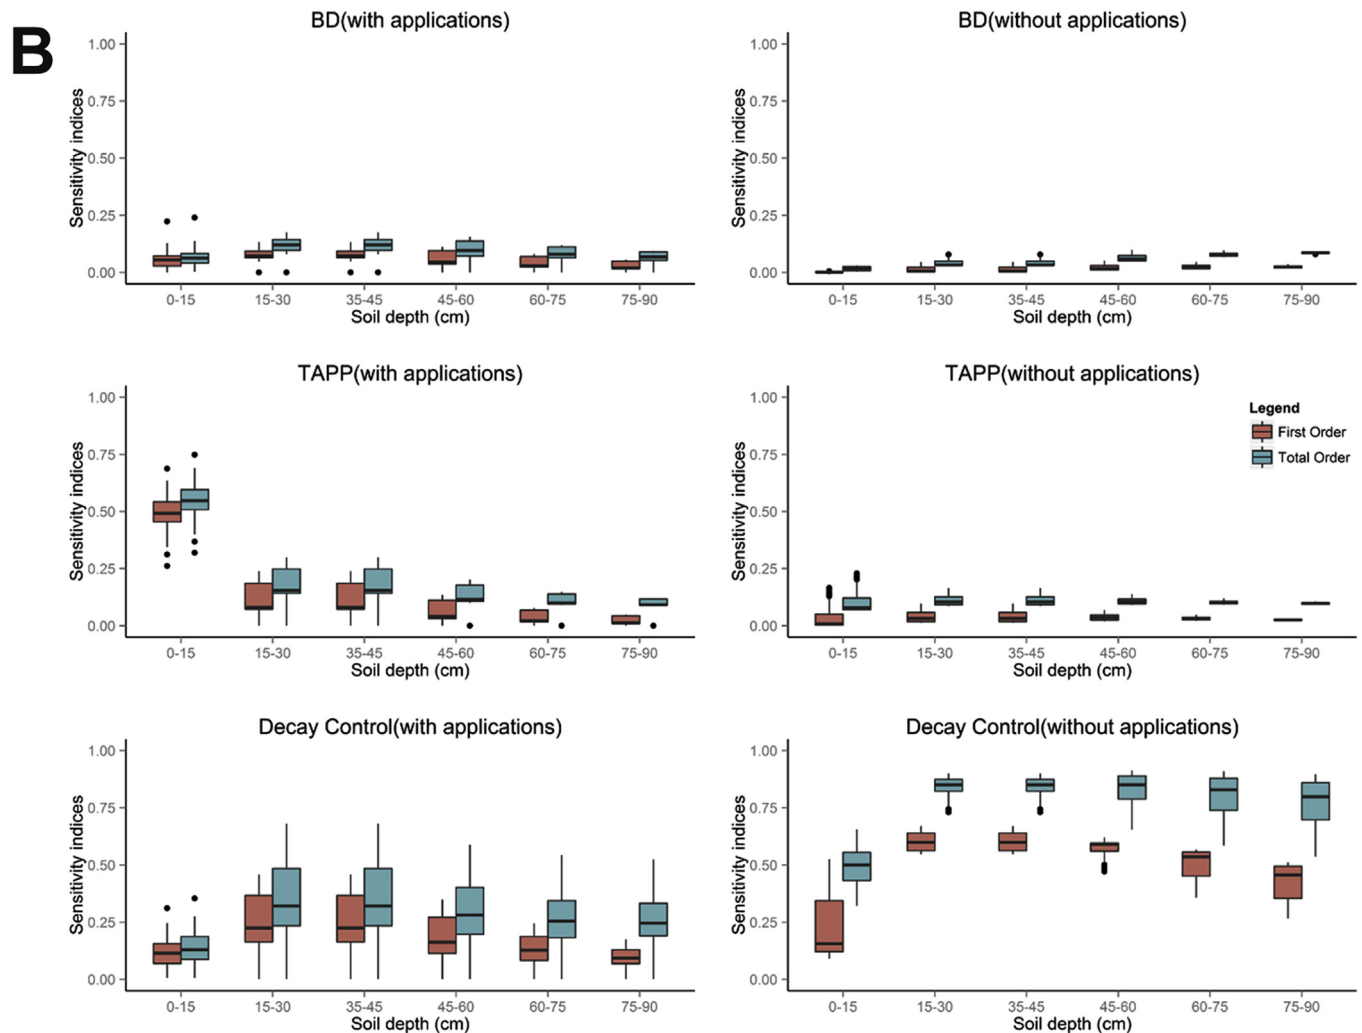 B
BD(with applications)
Sensitivity indices
1.00
0.75
0.50
0.25
0.00
0-15 15-30 35-45 45-60 60-75 75-90
Soil depth (cm)
BD(without applications)
Sensitivity indices
1.00
0.75
0.50
0.25
0.00
0-15 15-30 35-45 45-60 60-75 75-90
Soil depth (cm)
TAPP(with applications)
Sensitivity indices
1.00
0.75
0.50
0.25
0.00
0-15 15-30 35-45 45-60 60-75 75-90
Soil depth (cm)
TAPP(without applications)
Sensitivity indices
1.00
0.75
0.50
0.25
0.00
0-15 15-30 35-45 45-60 60-75 75-90
Soil depth (cm)
Legend
First Order
Total Order
Decay Control(with applications)
Sensitivity indices
1.00
0.75
0.50
0.25
0.00
0-15 15-30 35-45 45-60 60-75 75-90
Soil depth (cm)
Decay Control(without applications)
Sensitivity indices
1.00
0.75
0.50
0.25
0.00
0-15 15-30 35-45 45-60 60-75 75-90
Soil depth (cm)